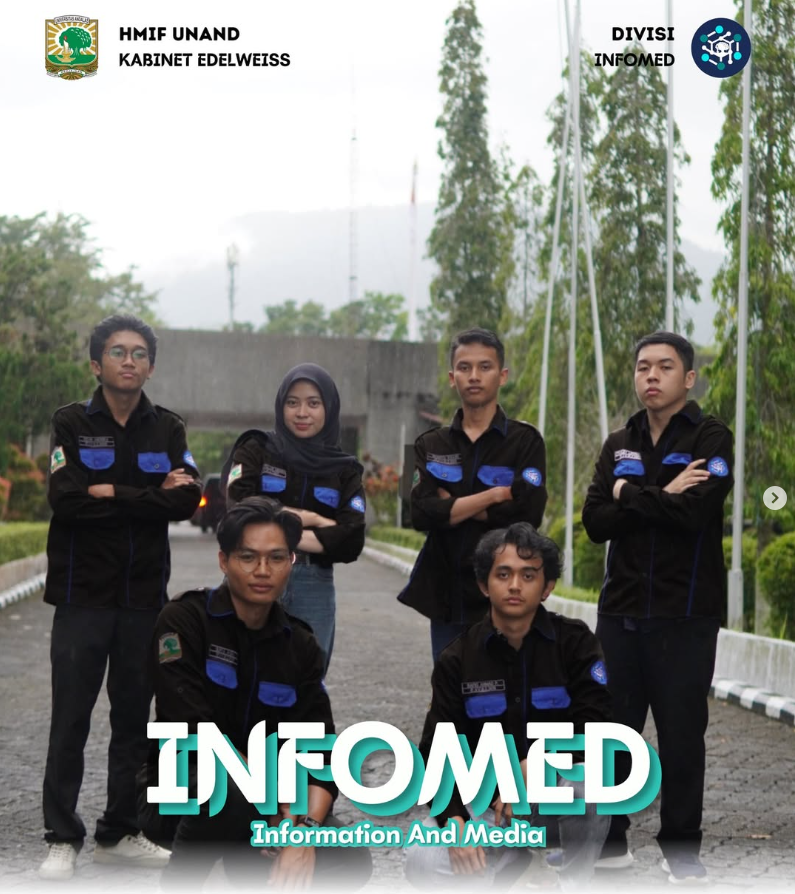 HMIF UNAND
KABINET EDELWEISS
DIVISI
INFOMED
INFOMED
Information And Media